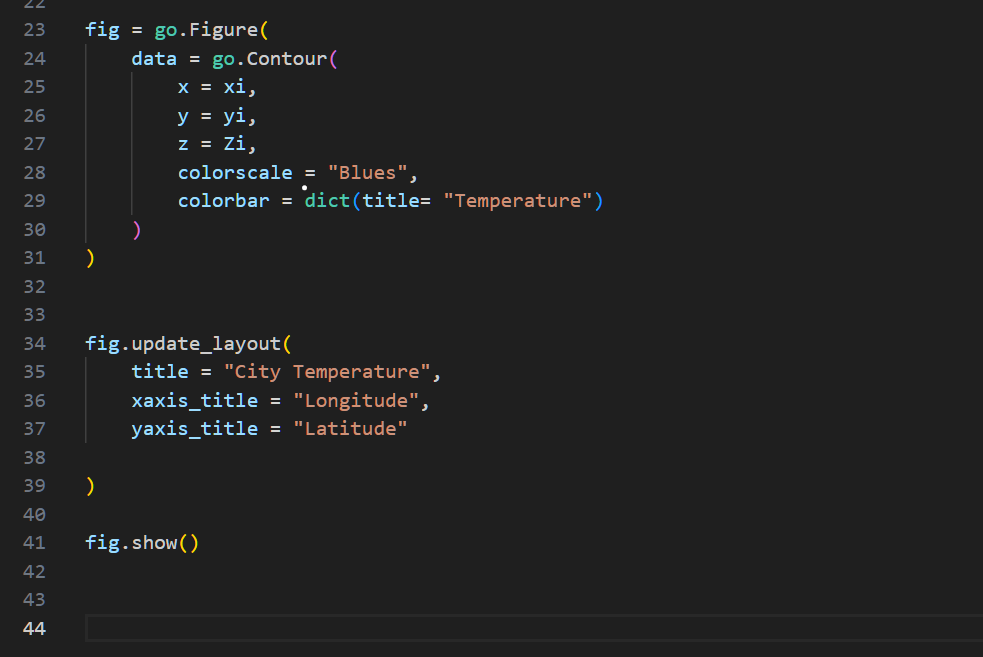 22
23 fig = go.Figure(
24     data = go.Contour(
25         x = xi,
26         y = yi,
27         z = Zi,
28         colorscale = "Blues",
29         colorbar = dict(title= "Temperature")
30     )
31 )
32
33
34 fig.update_layout(
35     title = "City Temperature",
36     xaxis_title = "Longitude",
37     yaxis_title = "Latitude"
38
39 )
40
41 fig.show()
42
43
44